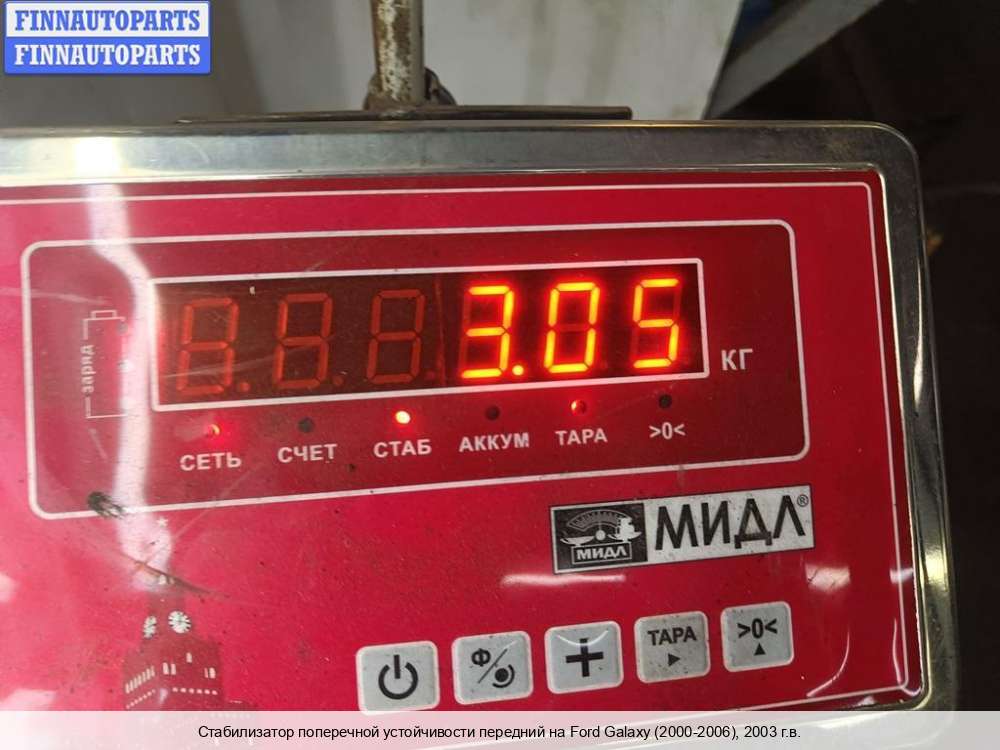 FINNAUTOPARTS
FINNAUTOPARTS
заряд
3.05 КГ
СЕТЬ СЧЕТ СТАБ АККУМ ТАРА >0<
МИДЛ МИДЛ®
Ф ТАРА >0<
Стабилизатор поперечной устойчивости передний на Ford Galaxy (2000-2006), 2003 г.в.